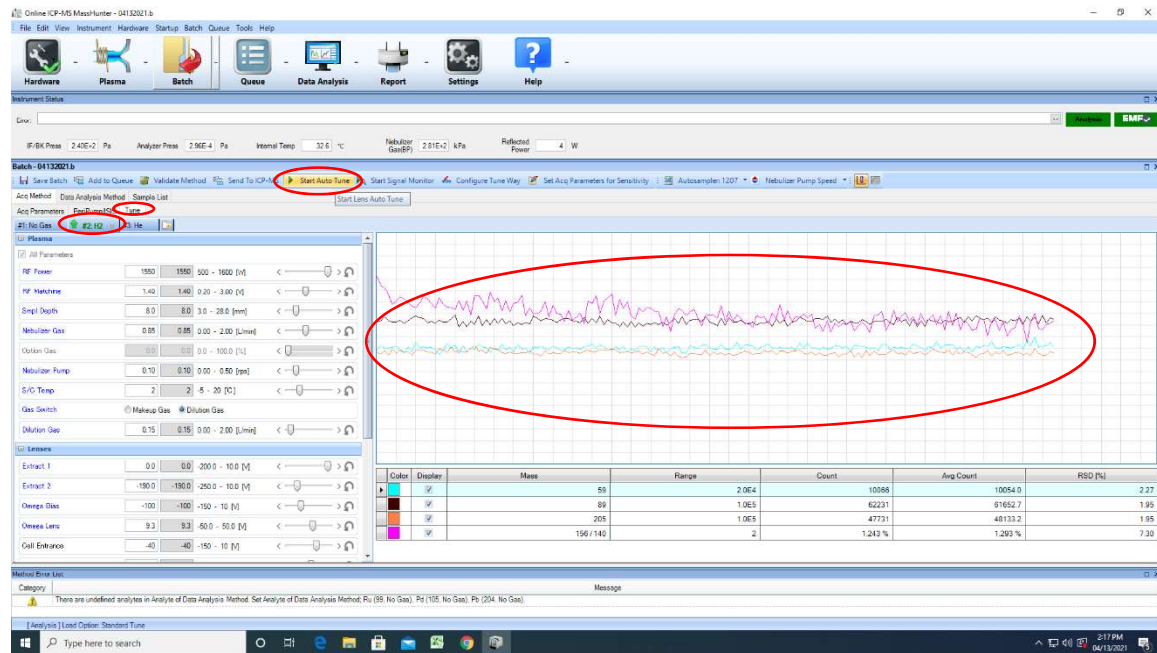 Online ICP-MS MassHunter - 04132021.b
File Edit View Instrument Hardware Startup Batch Queue Tools Help
Hardware Plasma Batch Queue Data Analysis Report Settings Help
Instrument Status
Error:
Analysis EMF
IF/BK Press 2.40E+2 Pa Analyzer Press 2.96E-4 Pa Internal Temp 32.6 °C Nebulizer Gas(BP) 2.81E+2 kPa Reflected Power 4 W
Batch - 04132021.b
Save Batch Add to Queue Validate Method Send To ICP-MS Start Auto Tune Start Signal Monitor Configure Tune Way Set Acq Parameters for Sensitivity Autosampler 1207 Nebulizer Pump Speed
Acq Method Data Analysis Method Sample List
Start Lens Auto Tune
Acq Parameters PeriPump/ISIS Tune
#1: No Gas #2: H2 #3: He
Plasma
All Parameters
RF Power 1550 1550 500 - 1600 [W]
RF Matching 1.40 1.40 0.20 - 3.00 [V]
Smpl Depth 8.0 8.0 3.0 - 28.0 [mm]
Nebulizer Gas 0.85 0.85 0.00 - 2.00 [L/min]
Option Gas 0.0 0.0 0.0 - 100.0 [%]
Nebulizer Pump 0.10 0.10 0.00 - 0.50 [rps]
S/C Temp 2 2 -5 - 20 [°C]
Gas Switch Makeup Gas Dilution Gas
Dilution Gas 0.15 0.15 0.00 - 2.00 [L/min]
Lenses
Extract 1 0.0 0.0 -200.0 - 10.0 [V]
Extract 2 -190.0 -190.0 -250.0 - 10.0 [V]
Omega Bias -100 -100 -150 - 10 [V]
Omega Lens 9.3 9.3 -50.0 - 50.0 [V]
Cell Entrance -40 -40 -150 - 10 [V]
Color Display Mass Range Count Avg Count RSD [%]
59 2.0E4 10066 10054.0 2.27
89 1.0E5 62231 61652.7 1.95
205 1.0E5 47731 48133.2 1.95
156 / 140 2 1.243 % 1.293 % 7.30
Method Error List
Category Message
There are undefined analytes in Analyte of Data Analysis Method. Set Analyte of Data Analysis Method; Ru (99, No Gas), Pd (105, No Gas), Pb (204, No Gas).
[Analysis ] Load Option: Standard Tune
Type here to search
2:17 PM
04/13/2021